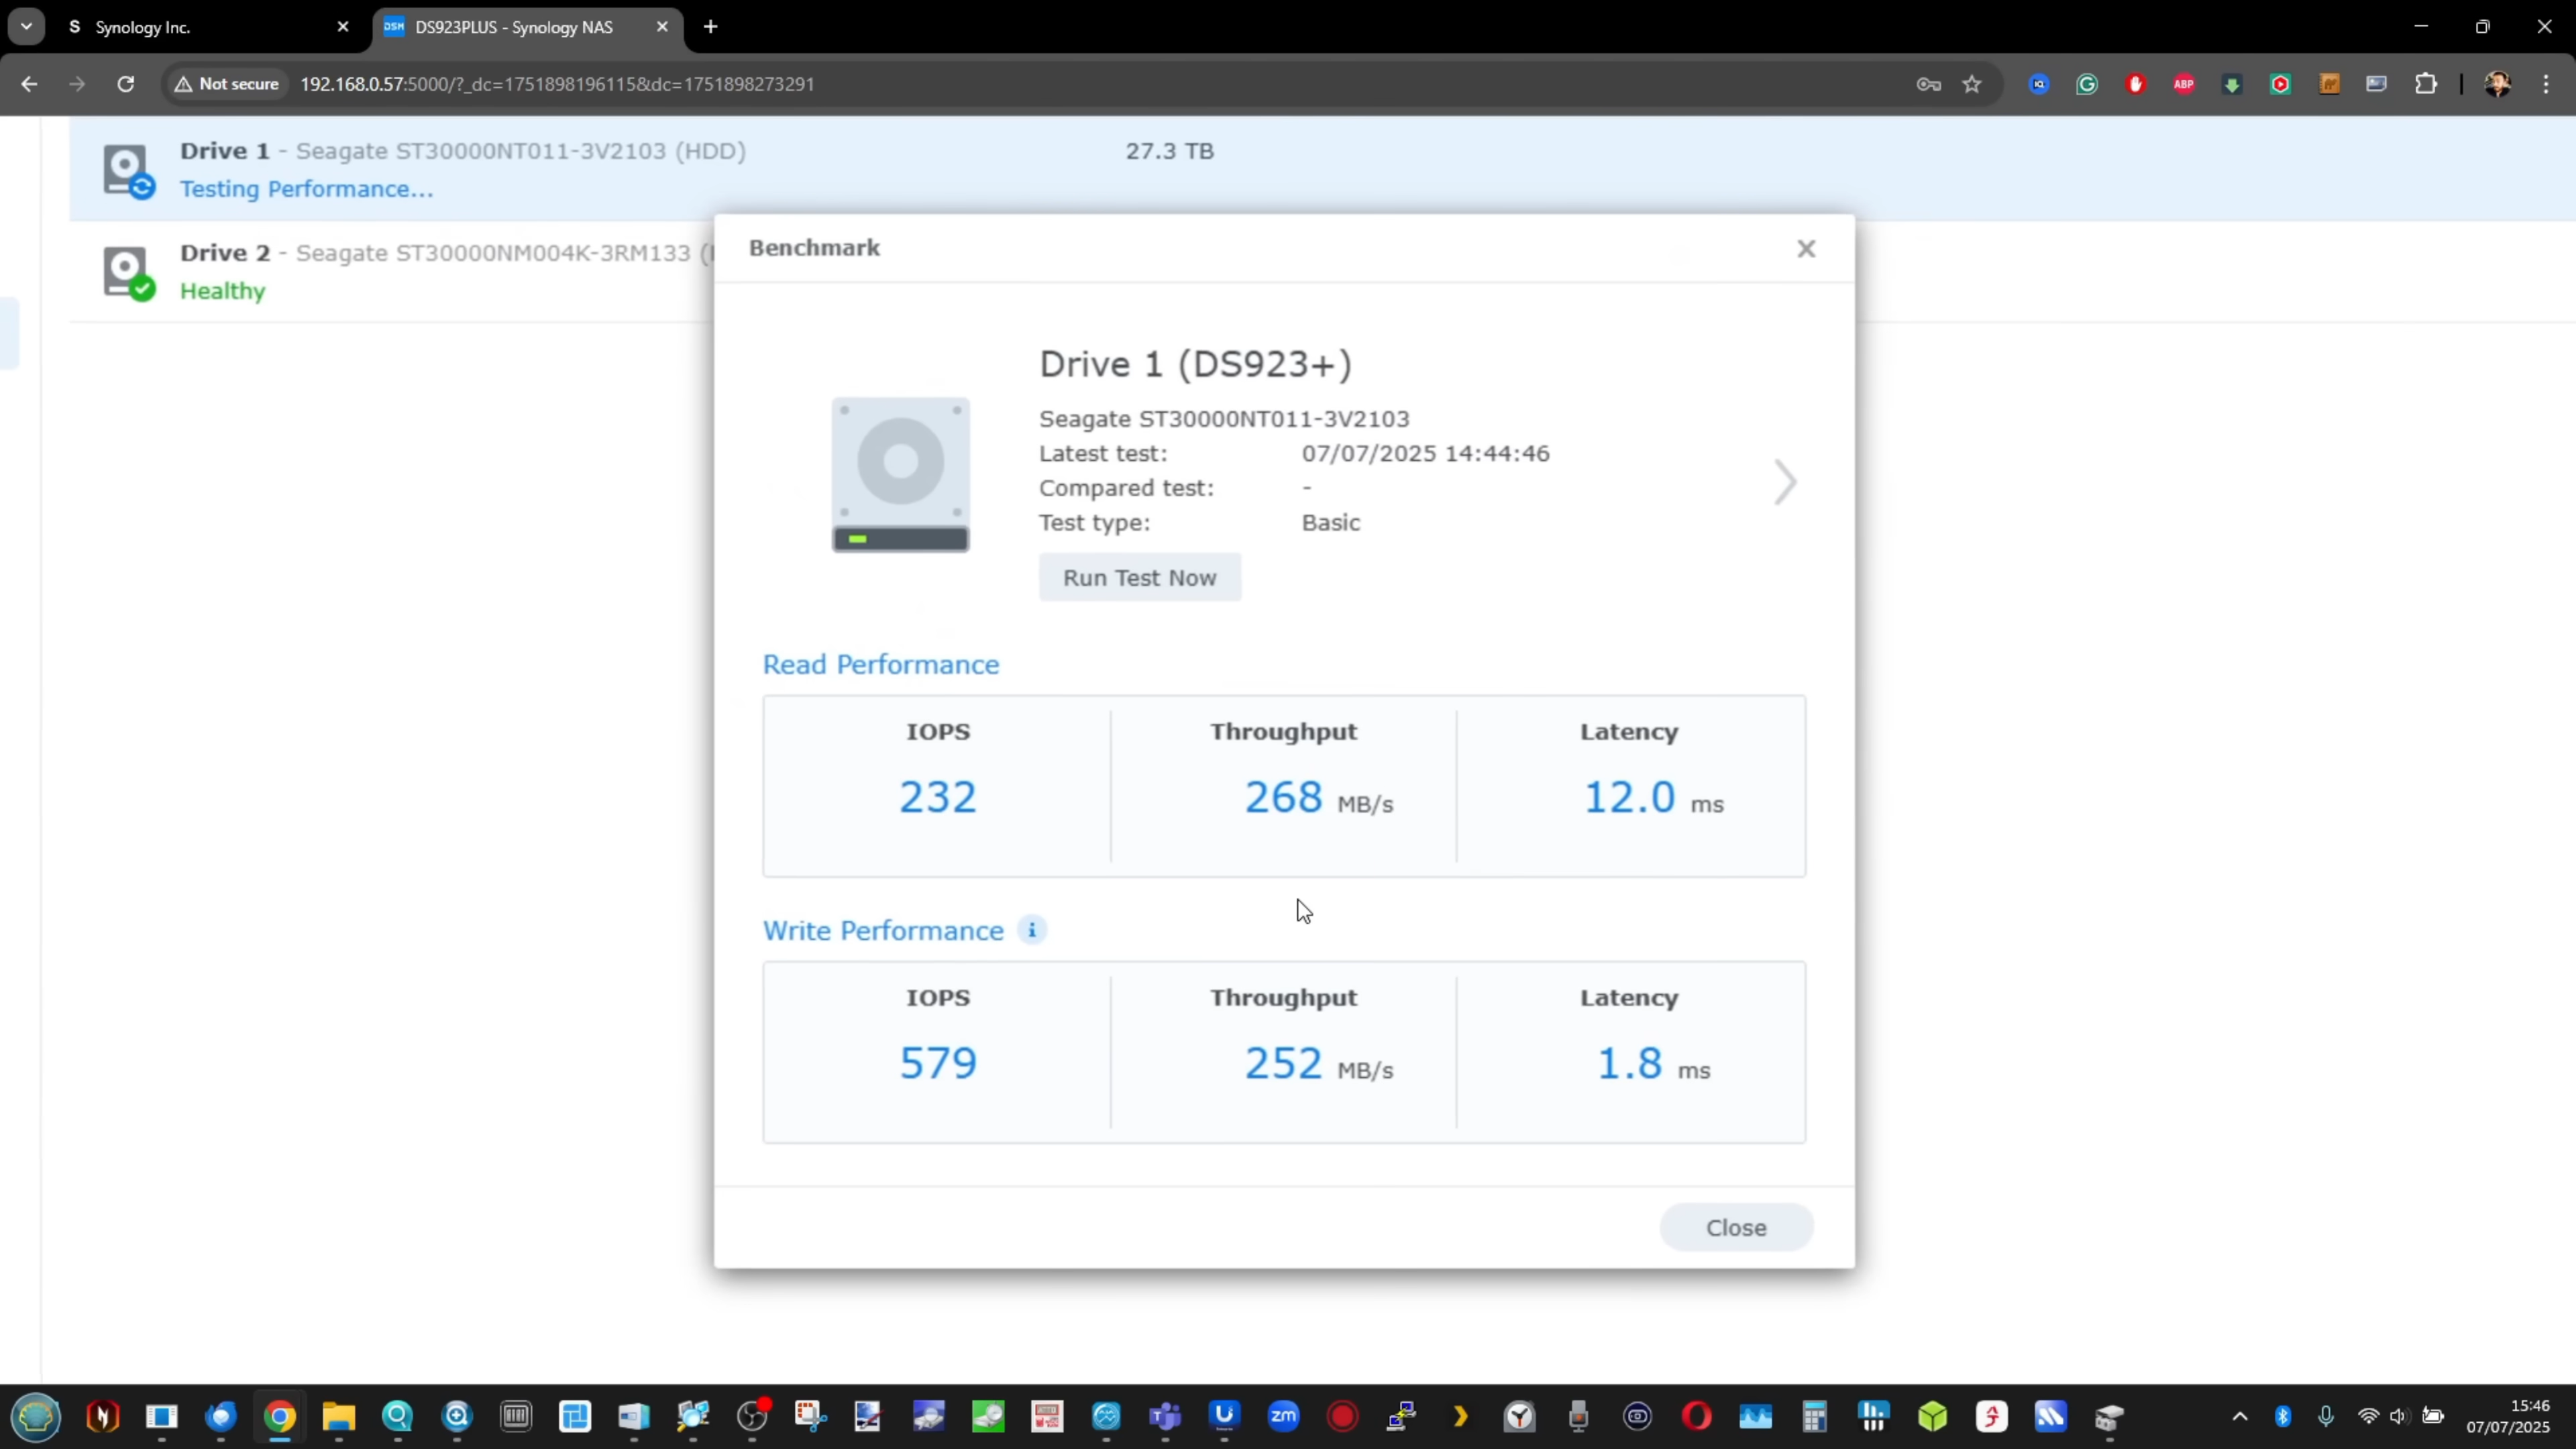 Synology Inc.
DSM DS923PLUS - Synology NAS
Not secure 192.168.0.57:5000/?_dc=1751898196115&dc=1751898273291
ABP
Drive 1 - Seagate ST30000NT011-3V2103 (HDD) 27.3 TB
Testing Performance...
Drive 2 - Seagate ST30000NM004K-3RM133 (
Healthy
Benchmark
Drive 1 (DS923+)
Seagate ST30000NT011-3V2103
Latest test: 07/07/2025 14:44:46
Compared test: -
Test type: Basic
Run Test Now
Read Performance
IOPS Throughput Latency
232 268 MB/s 12.0 ms
Write Performance i
IOPS Throughput Latency
579 252 MB/s 1.8 ms
Close
zm
15:46
07/07/2025